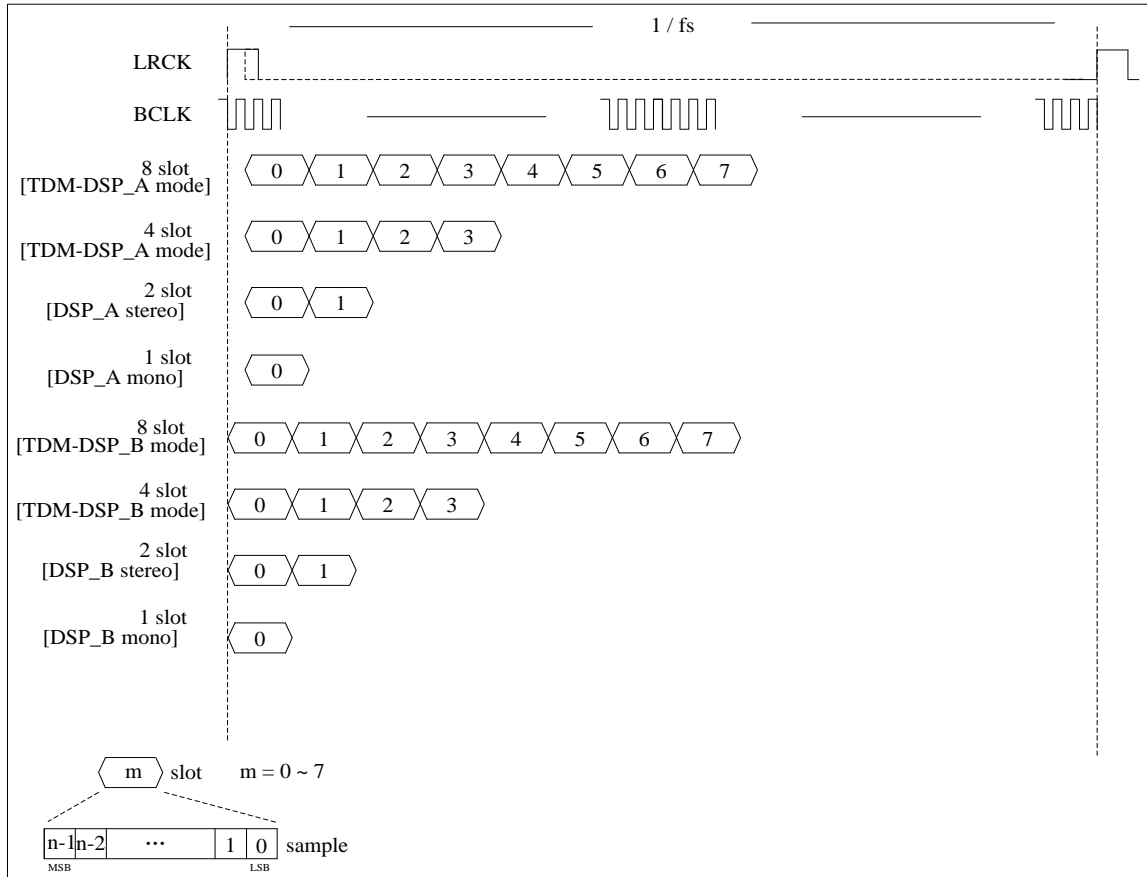 1 / fs
LRCK
BCLK
8 slot
[TDM-DSP_A mode]
0 1 2 3 4 5 6 7
4 slot
[TDM-DSP_A mode]
0 1 2 3
2 slot
[DSP_A stereo]
0 1
1 slot
[DSP_A mono]
0
8 slot
[TDM-DSP_B mode]
0 1 2 3 4 5 6 7
4 slot
[TDM-DSP_B mode]
0 1 2 3
2 slot
[DSP_B stereo]
0 1
1 slot
[DSP_B mono]
0
m slot m = 0 ~ 7
n-1 n-2 ... 1 0 sample
MSB LSB